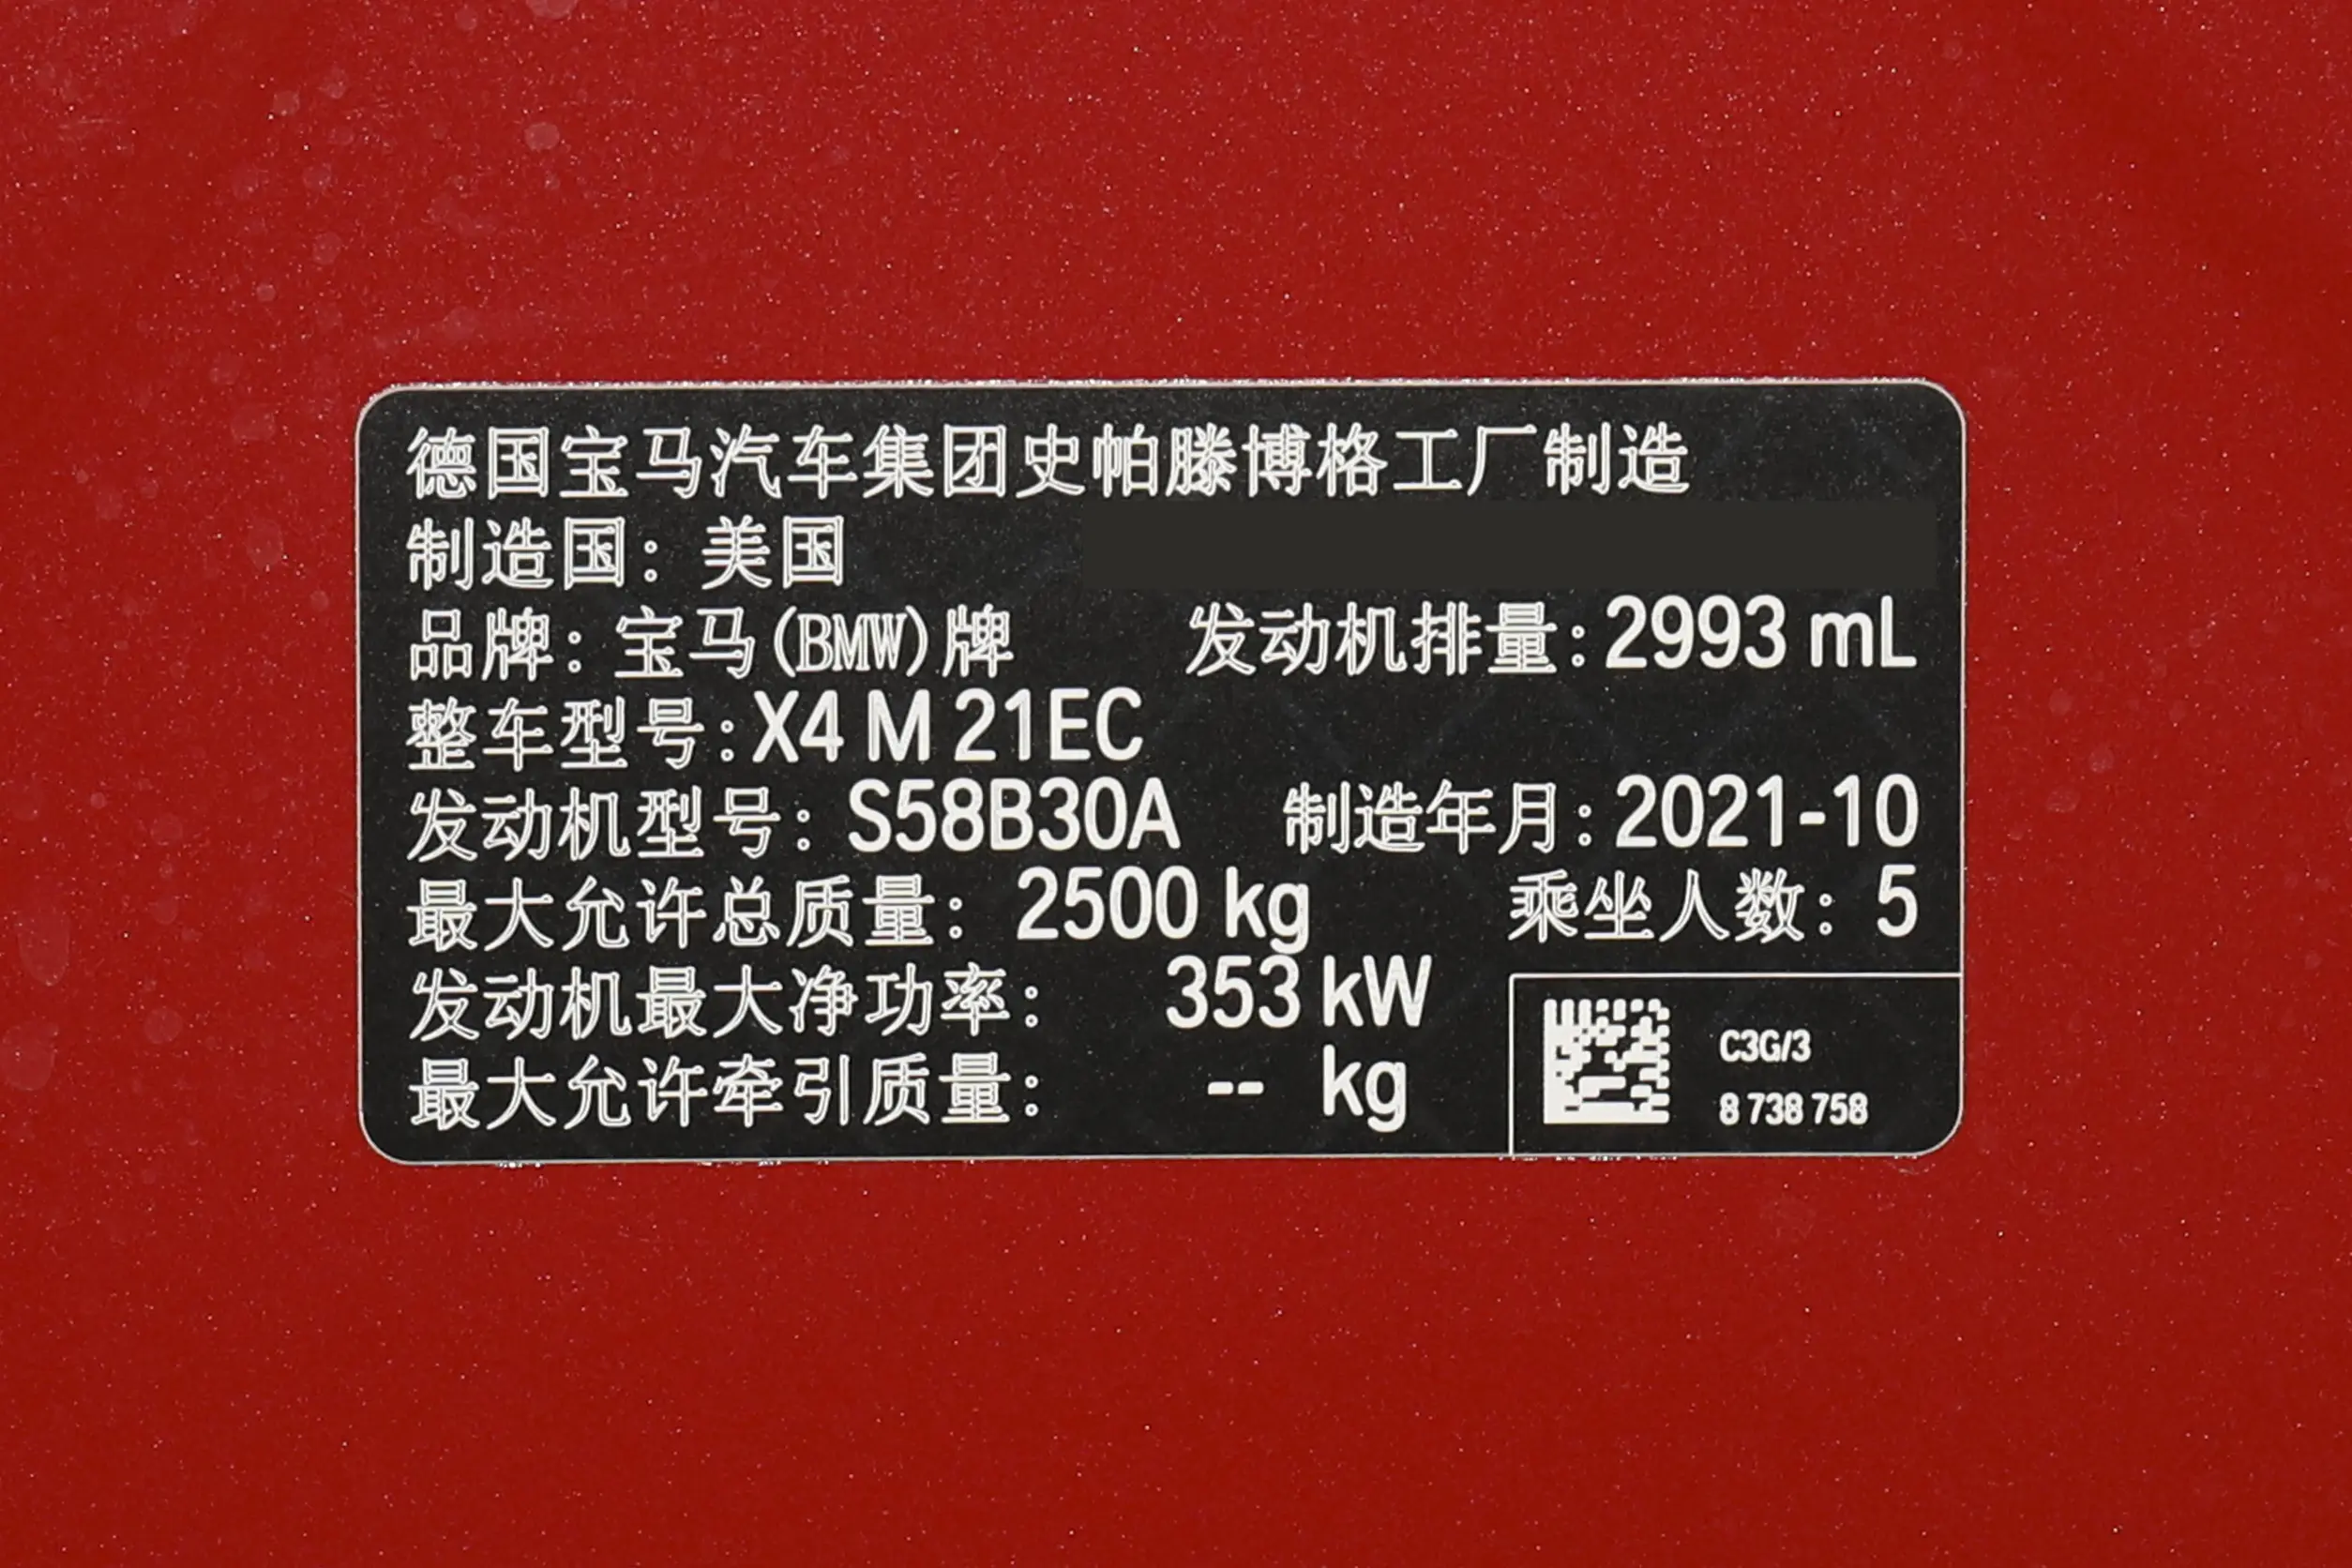 德国宝马汽车集团史帕滕博格工厂制造
制造国：美国
品牌：宝马(BMW)牌 发动机排量：2993 mL
整车型号：X4 M 21EC
发动机型号：S58B30A 制造年月：2021-10
最大允许总质量：2500 kg 乘坐人数：5
发动机最大净功率：353 kW
最大允许牵引质量：-- kg
C3G/3
8 738 758